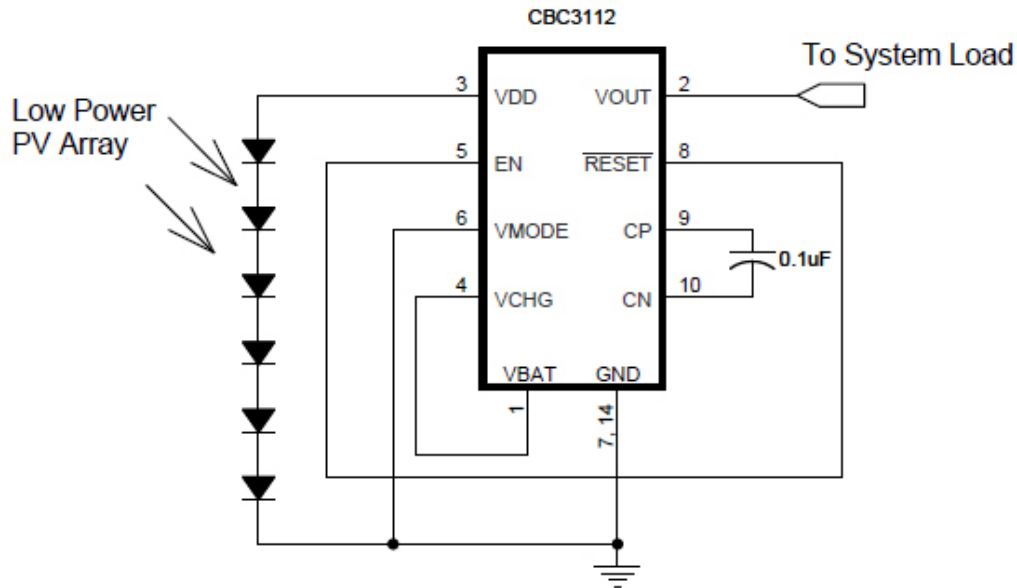 CBC3112
To System Load
Low Power
PV Array
3 VDD VOUT 2
5 EN RESET 8
6 VMODE CP 9
0.1uF
4 VCHG CN 10
VBAT GND
1 7, 14